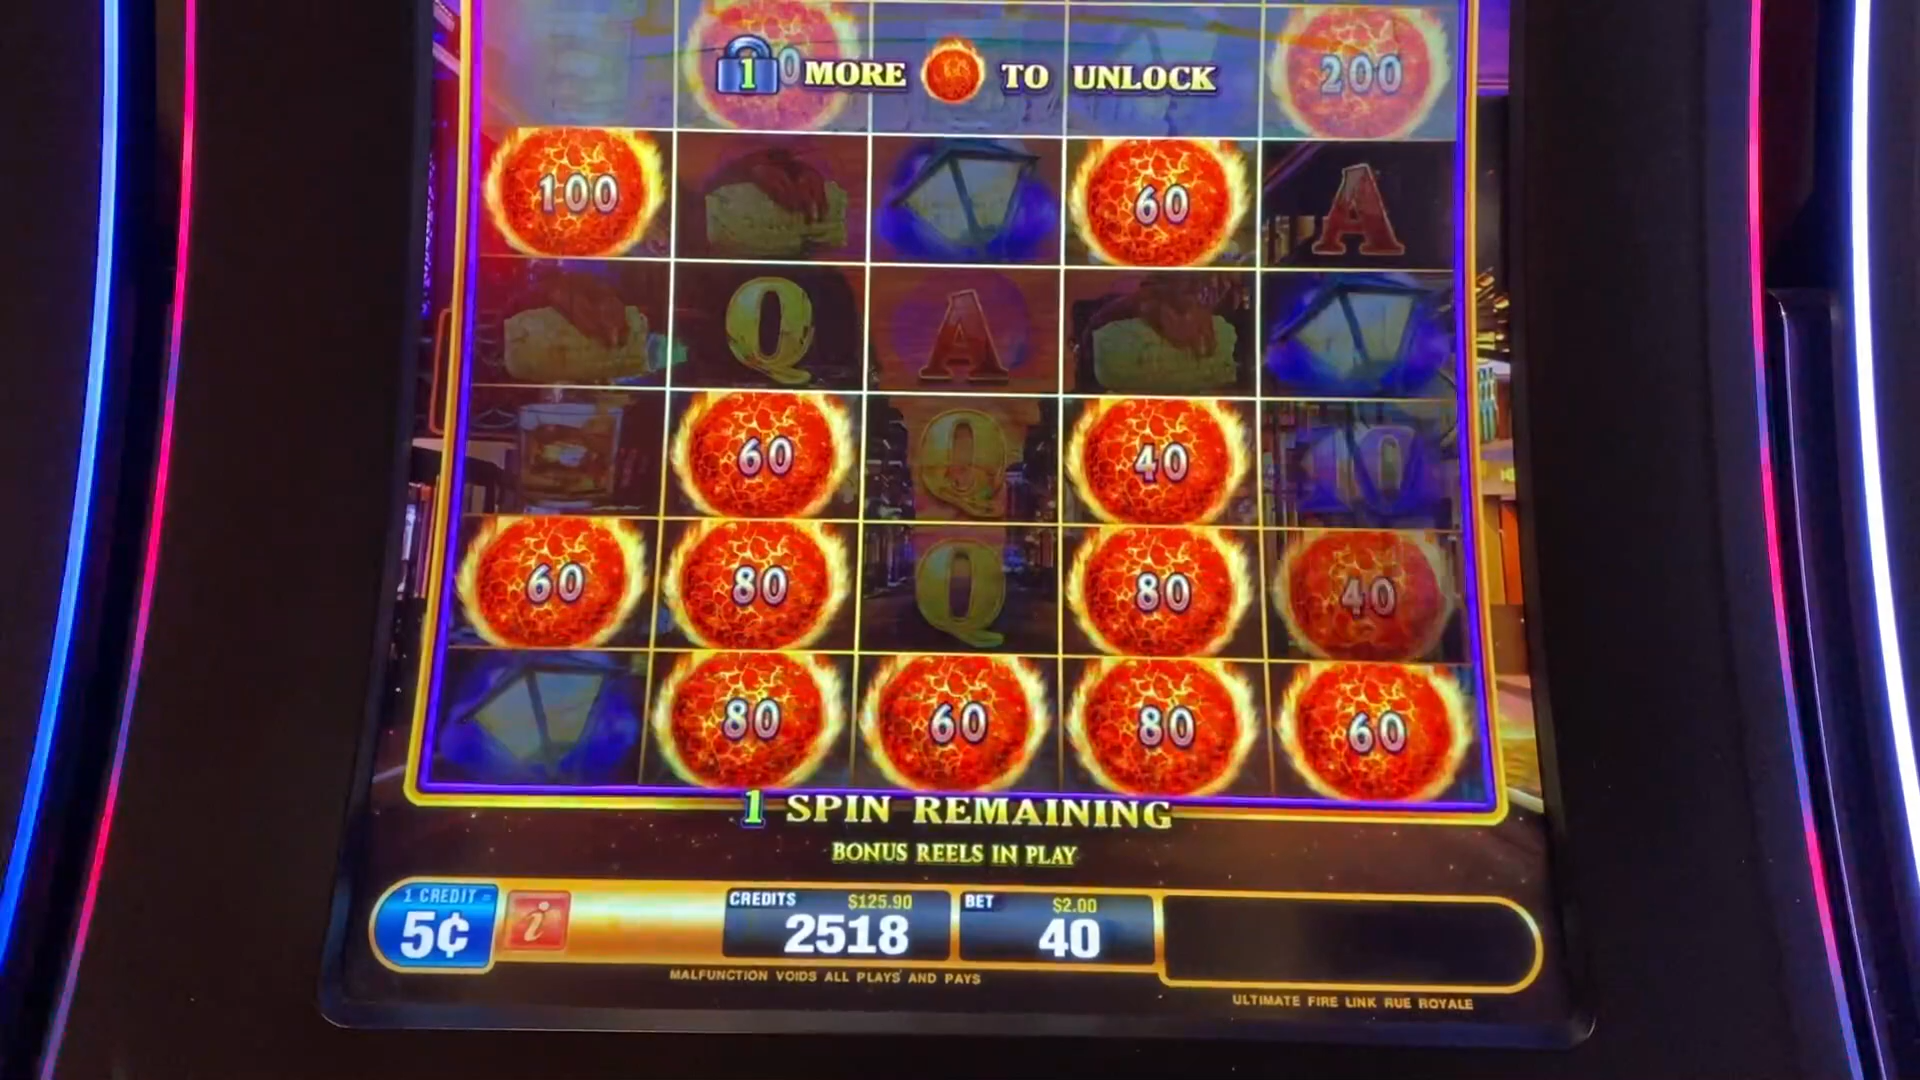 1 MORE TO UNLOCK
200
100 60 A
Q A
60 Q 40 10
60 80 Q 80 40
80 60 80 60
1 SPIN REMAINING
BONUS REELS IN PLAY
1 CREDIT =
5¢
i
CREDITS $125.90
2518
BET $2.00
40
MALFUNCTION VOIDS ALL PLAYS AND PAYS
ULTIMATE FIRE LINK RUE ROYALE